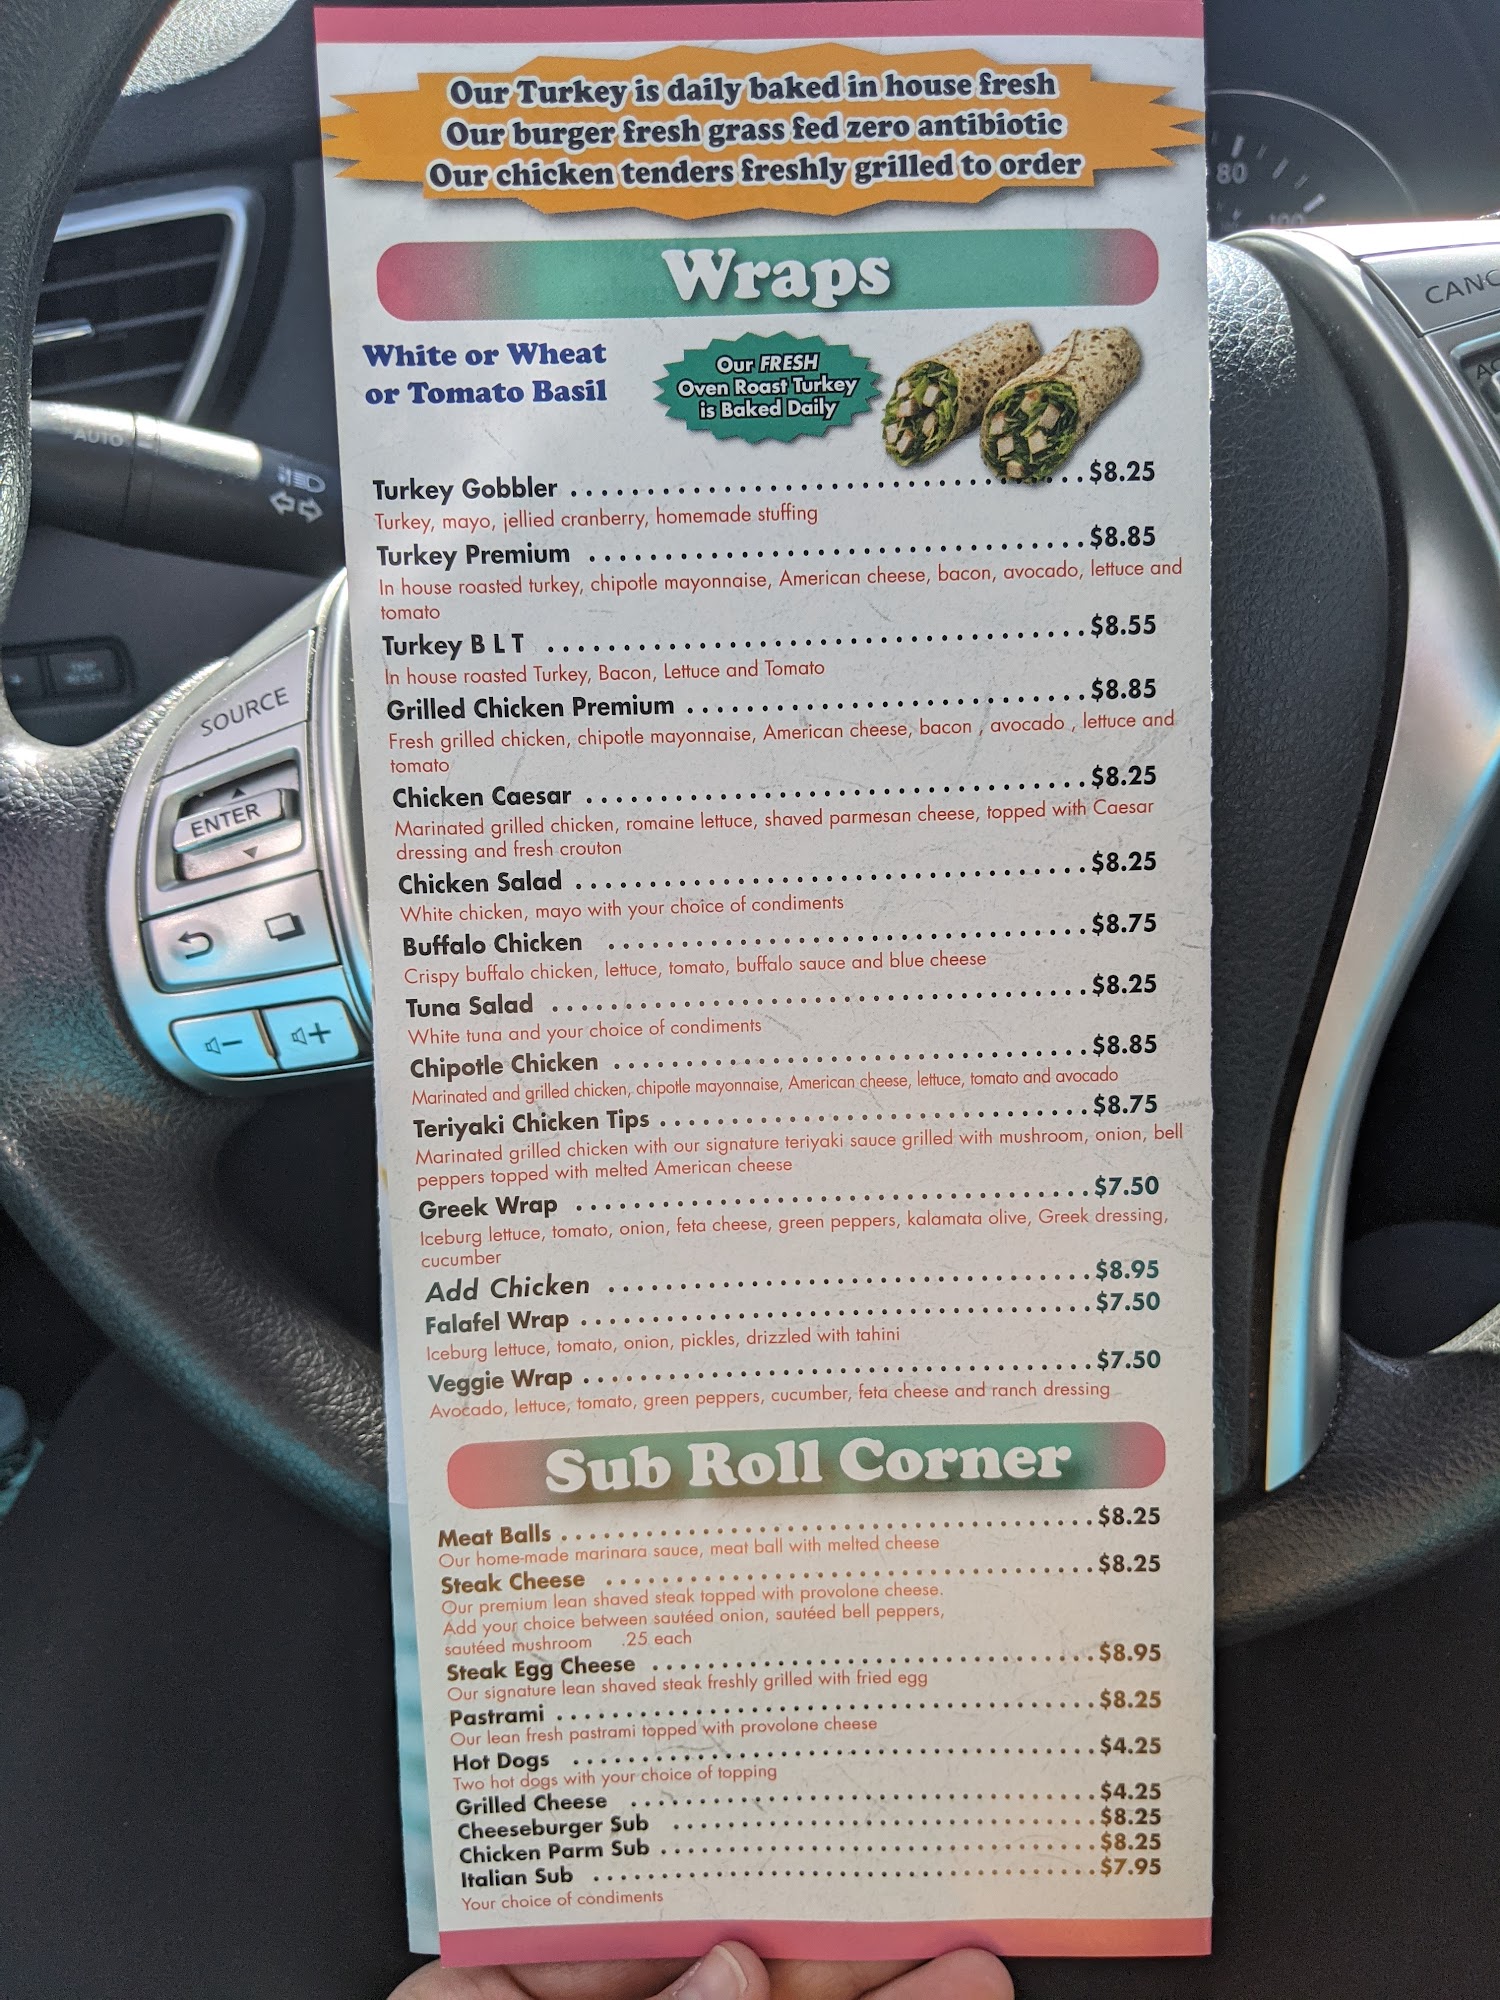 Our Turkey is daily baked in house fresh
Our burger fresh grass fed zero antibiotic
Our chicken tenders freshly grilled to order
80
100
CANC
Wraps
White or Wheat
or Tomato Basil
Our FRESH
Oven Roast Turkey
is Baked Daily
AUTO
Turkey Gobbler $8.25
Turkey, mayo, jellied cranberry, homemade stuffing
Turkey Premium $8.85
In house roasted turkey, chipotle mayonnaise, American cheese, bacon, avocado, lettuce and
tomato
Turkey B L T $8.55
In house roasted Turkey, Bacon, Lettuce and Tomato
Grilled Chicken Premium $8.85
Fresh grilled chicken, chipotle mayonnaise, American cheese, bacon , avocado , lettuce and
tomato
Chicken Caesar $8.25
Marinated grilled chicken, romaine lettuce, shaved parmesan cheese, topped with Caesar
dressing and fresh crouton
Chicken Salad $8.25
White chicken, mayo with your choice of condiments
Buffalo Chicken $8.75
Crispy buffalo chicken, lettuce, tomato, buffalo sauce and blue cheese
Tuna Salad $8.25
White tuna and your choice of condiments
Chipotle Chicken $8.85
Marinated and grilled chicken, chipotle mayonnaise, American cheese, lettuce, tomato and avocado
Teriyaki Chicken Tips $8.75
Marinated grilled chicken with our signature teriyaki sauce grilled with mushroom, onion, bell
peppers topped with melted American cheese
Greek Wrap $7.50
Iceburg lettuce, tomato, onion, feta cheese, green peppers, kalamata olive, Greek dressing,
cucumber
Add Chicken $8.95
Falafel Wrap $7.50
Iceburg lettuce, tomato, onion, pickles, drizzled with tahini
Veggie Wrap $7.50
Avocado, lettuce, tomato, green peppers, cucumber, feta cheese and ranch dressing
SOURCE
ENTER
Sub Roll Corner
Meat Balls $8.25
Our home-made marinara sauce, meat ball with melted cheese
Steak Cheese $8.25
Our premium lean shaved steak topped with provolone cheese.
Add your choice between sautéed onion, sautéed bell peppers,
sautéed mushroom .25 each
Steak Egg Cheese $8.95
Our signature lean shaved steak freshly grilled with fried egg
Pastrami $8.25
Our lean fresh pastrami topped with provolone cheese
Hot Dogs $4.25
Two hot dogs with your choice of topping
Grilled Cheese $4.25
Cheeseburger Sub $8.25
Chicken Parm Sub $8.25
Italian Sub $7.95
Your choice of condiments